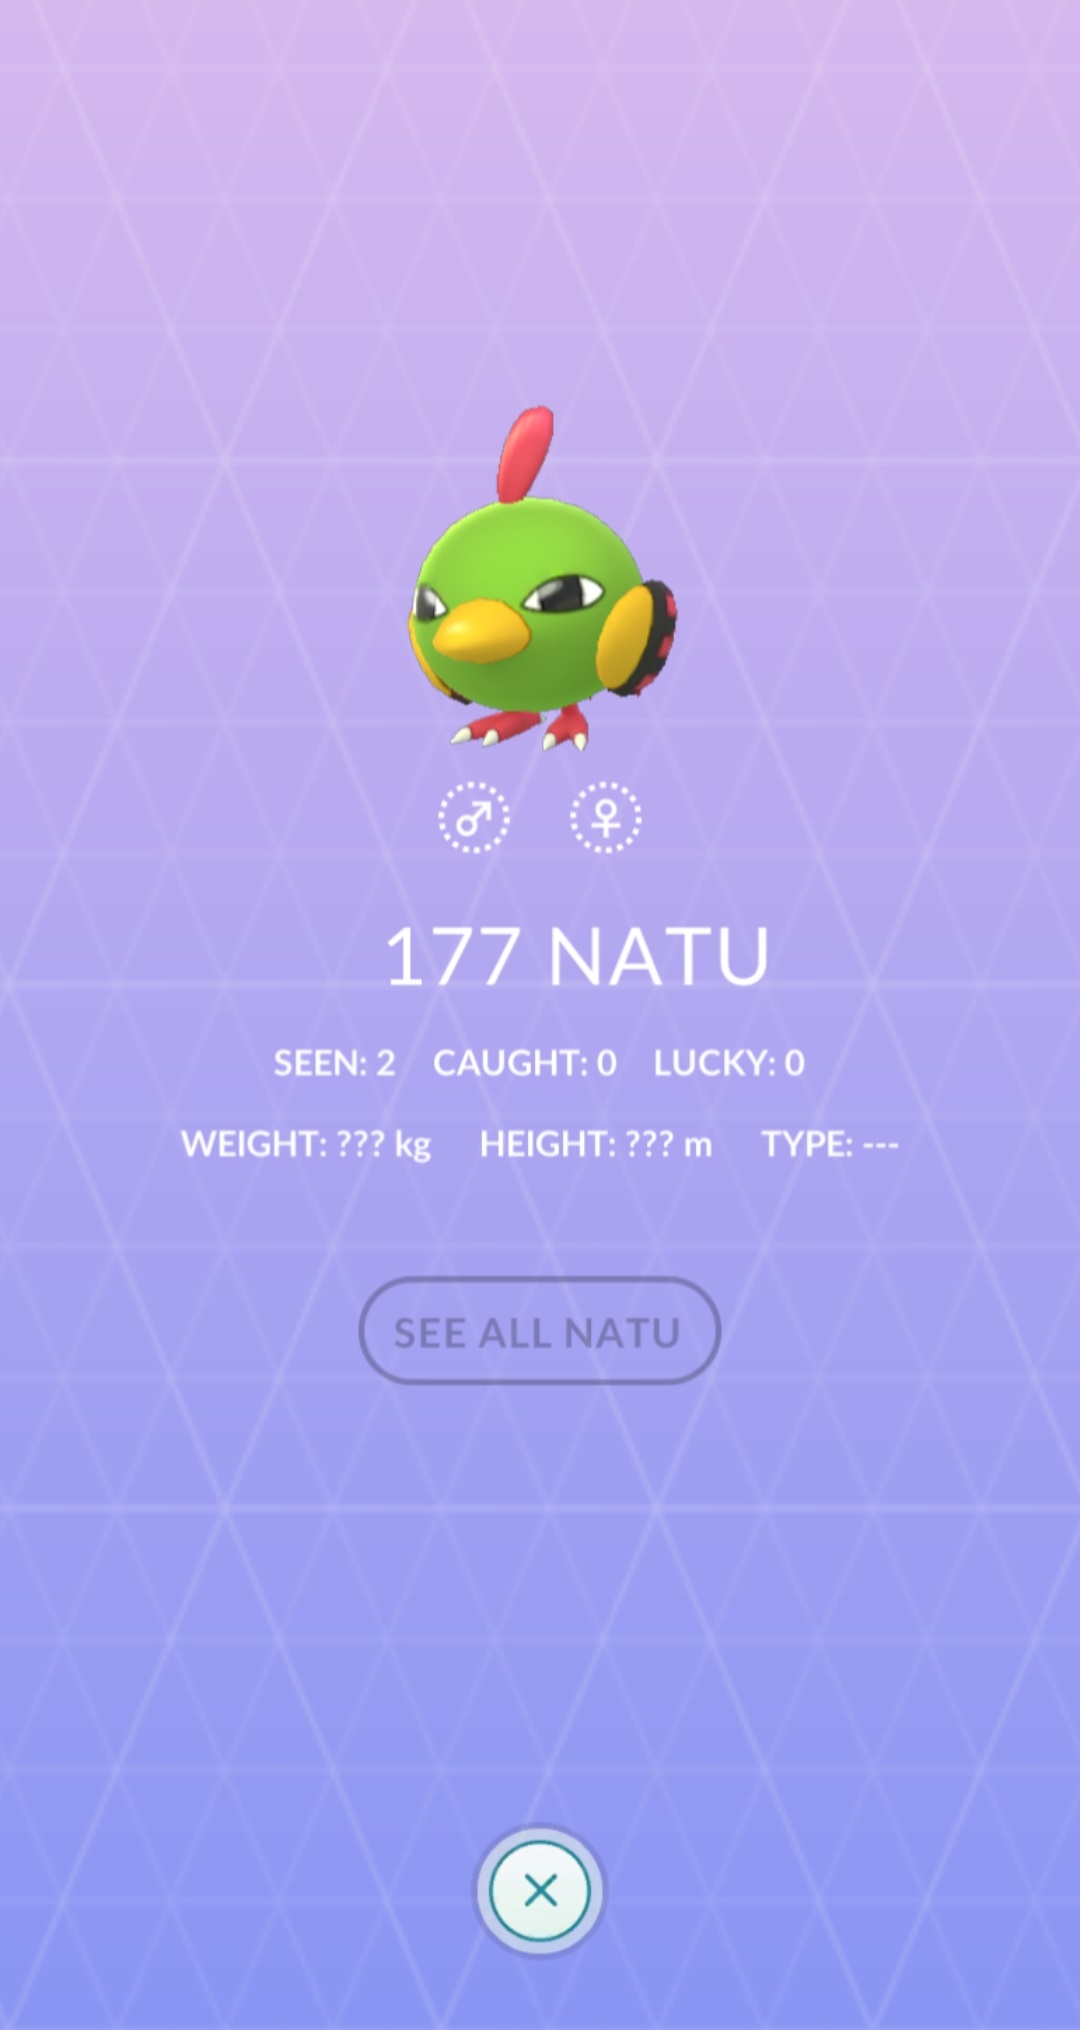 177 NATU
SEEN: 2 CAUGHT: 0 LUCKY: 0
WEIGHT: ??? kg HEIGHT: ??? m TYPE: ---
SEE ALL NATU